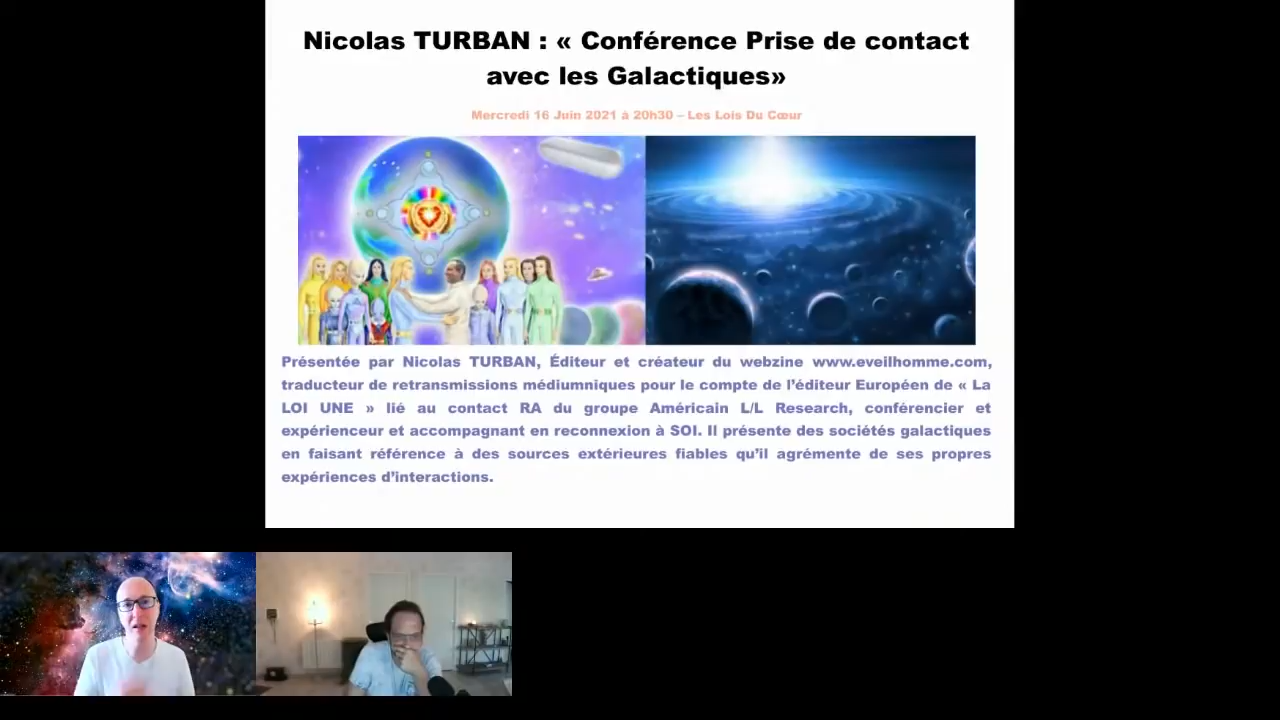 Nicolas TURBAN : « Conférence Prise de contact
avec les Galactiques»
Mercredi 16 Juin 2021 à 20h30 – Les Lois Du Cœur
Présentée par Nicolas TURBAN, Éditeur et créateur du webzine www.eveilhomme.com,
traducteur de retransmissions médiumniques pour le compte de l'éditeur Européen de « La
LOI UNE » lié au contact RA du groupe Américain L/L Research, conférencier et
expérienceur et accompagnant en reconnexion à SOI. Il présente des sociétés galactiques
en faisant référence à des sources extérieures fiables qu'il agrémente de ses propres
expériences d'interactions.